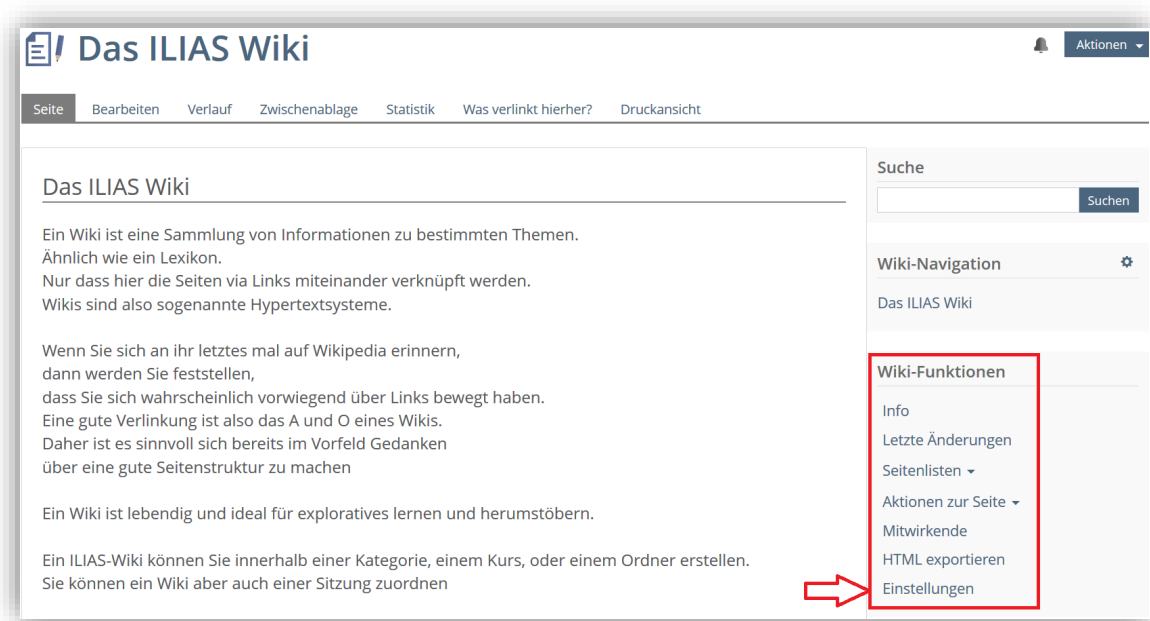 Das ILIAS Wiki
Aktionen
Seite Bearbeiten Verlauf Zwischenablage Statistik Was verlinkt hierher? Druckansicht
Das ILIAS Wiki
Ein Wiki ist eine Sammlung von Informationen zu bestimmten Themen.
Ähnlich wie ein Lexikon.
Nur dass hier die Seiten via Links miteinander verknüpft werden.
Wikis sind also sogenannte Hypertextsysteme.
Wenn Sie sich an ihr letztes mal auf Wikipedia erinnern,
dann werden Sie feststellen,
dass Sie sich wahrscheinlich vorwiegend über Links bewegt haben.
Eine gute Verlinkung ist also das A und O eines Wikis.
Daher ist es sinnvoll sich bereits im Vorfeld Gedanken
über eine gute Seitenstruktur zu machen
Ein Wiki ist lebendig und ideal für exploratives lernen und herumstöbern.
Ein ILIAS-Wiki können Sie innerhalb einer Kategorie, einem Kurs, oder einem Ordner erstellen.
Sie können ein Wiki aber auch einer Sitzung zuordnen
Suche
Suchen
Wiki-Navigation
Das ILIAS Wiki
Wiki-Funktionen
Info
Letzte Änderungen
Seitenlisten
Aktionen zur Seite
Mitwirkende
HTML exportieren
Einstellungen